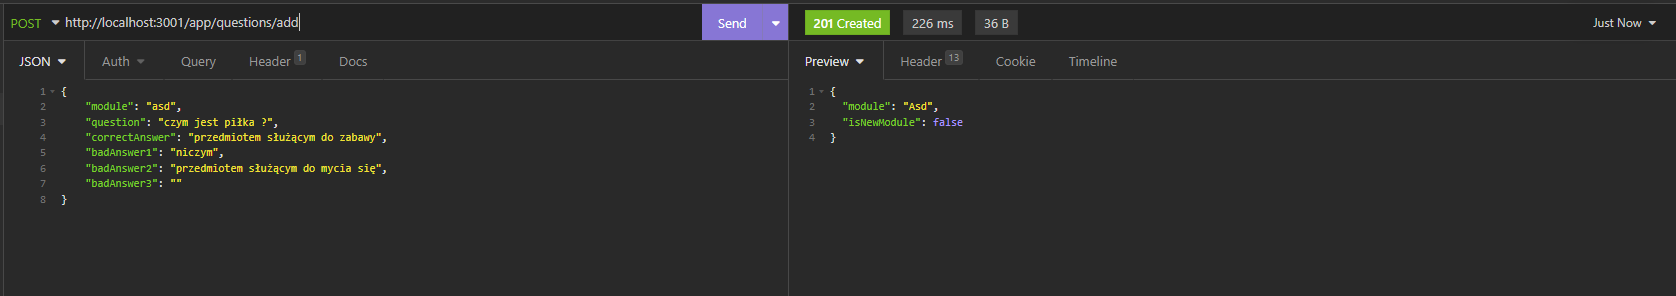 POST http://localhost:3001/app/questions/add Send 201 Created 226 ms 36 B Just Now
JSON Auth Query Header 1 Docs Preview Header 13 Cookie Timeline
1 {
2 "module": "asd",
3 "question": "czym jest piłka ?",
4 "correctAnswer": "przedmiotem służącym do zabawy",
5 "badAnswer1": "niczym",
6 "badAnswer2": "przedmiotem służącym do mycia się",
7 "badAnswer3": ""
8 }
1 {
2 "module": "Asd",
3 "isNewModule": false
4 }